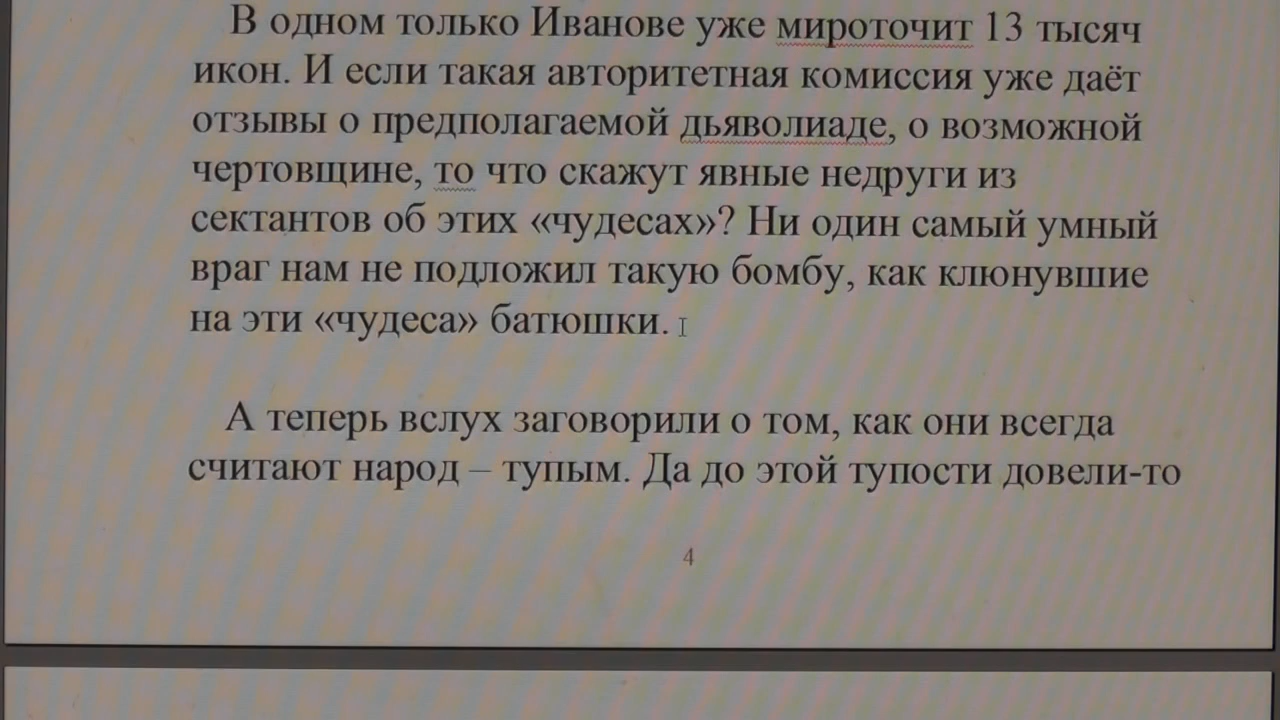 В одном только Иванове уже мироточит 13 тысяч
икон. И если такая авторитетная комиссия уже даёт
отзывы о предполагаемой дьяволиаде, о возможной
чертовщине, то что скажут явные недруги из
сектантов об этих «чудесах»? Ни один самый умный
враг нам не подложил такую бомбу, как клюнувшие
на эти «чудеса» батюшки.
А теперь вслух заговорили о том, как они всегда
считают народ – тупым. Да до этой тупости довели-то
4